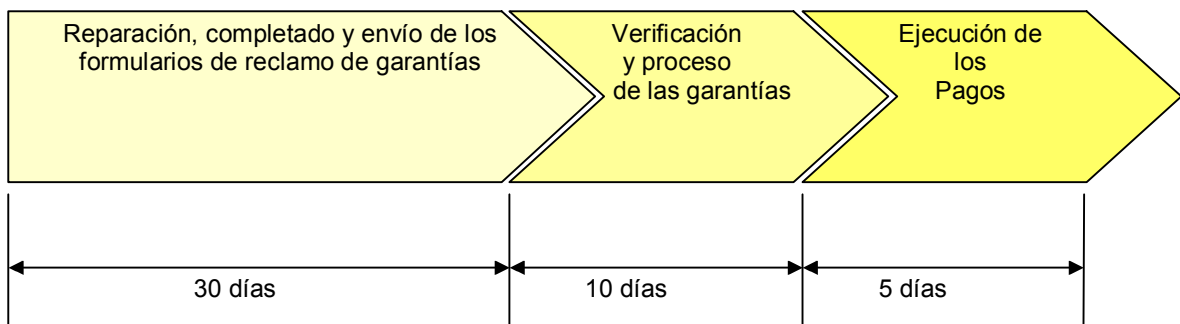 Reparación, completado y envío de los
formularios de reclamo de garantías
Verificación
y proceso
de las garantías
Ejecución de
los
Pagos
30 días
10 días
5 días